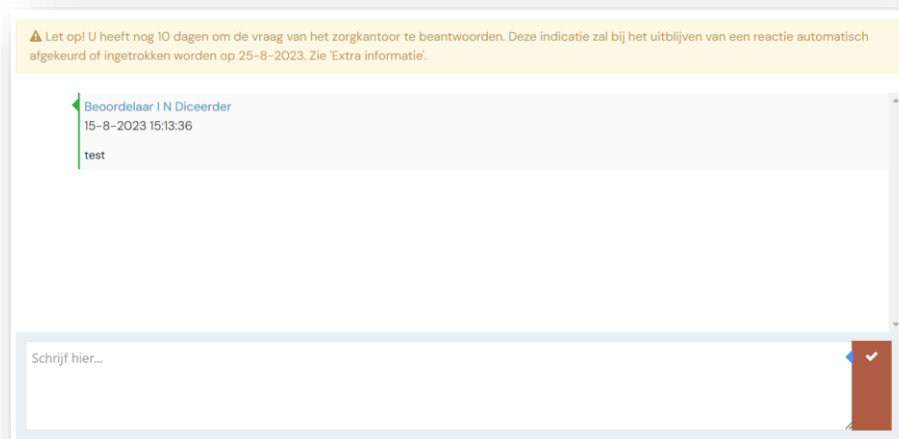 Let op! U heeft nog 10 dagen om de vraag van het zorgkantoor te beantwoorden. Deze indicatie zal bij het uitblijven van een reactie automatisch
afgekeurd of ingetrokken worden op 25-8-2023. Zie 'Extra informatie'.
Beoordelaar I N Diceerder
15-8-2023 15:13:36
test
Schrijf hier...